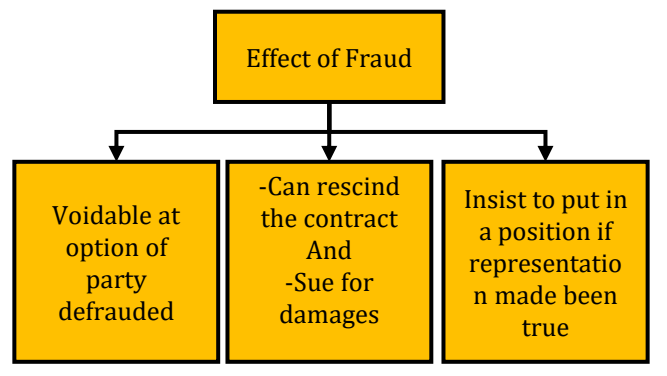 Effect of Fraud
Voidable at
option of
party
defrauded
-Can rescind
the contract
And
-Sue for
damages
Insist to put in
a position if
representatio
n made been
true